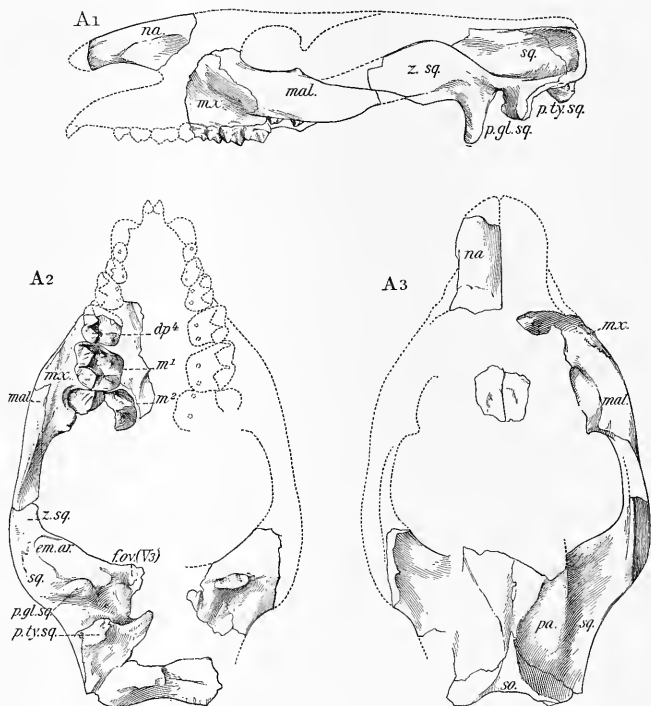 A1
na.
sq.
z. sq.
mal.
mx.
p.ty.sq.
p.gl.sq.
A2
A3
na
dp4
mx.
m1
mx.
mal.
m2
mal.
z.sq.
em.ar.
f.ov.(V3)
sq.
p.gl.sq.
p.ty.sq.
pa.
sq.
so.